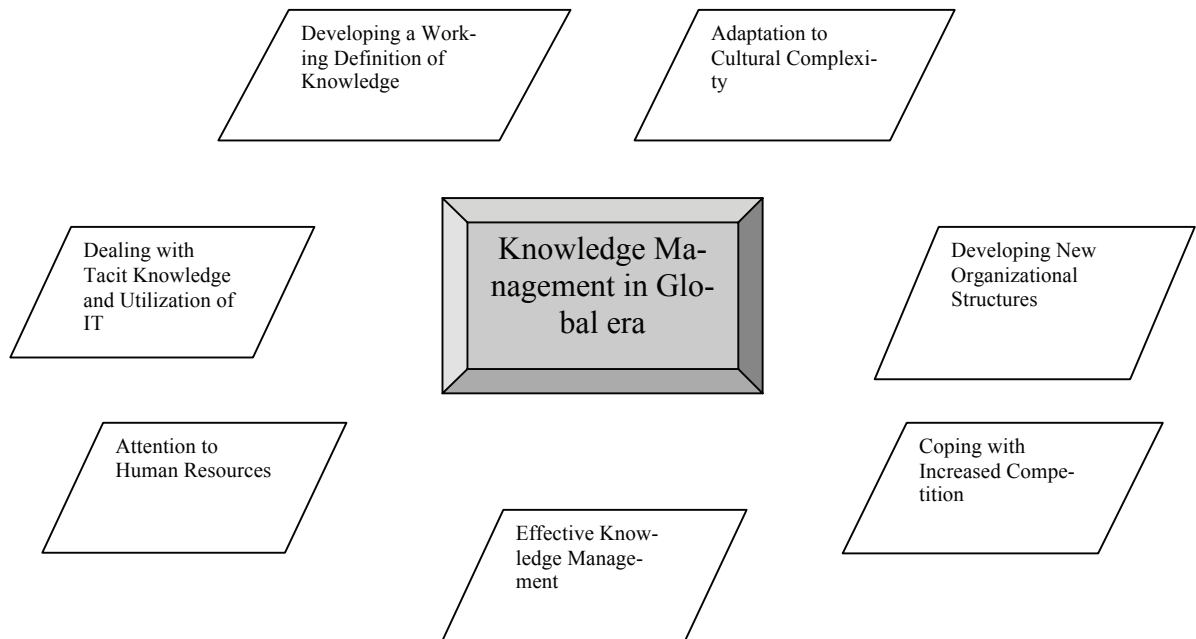 Developing a Work-
ing Definition of
Knowledge
Adaptation to
Cultural Complexi-
ty
Dealing with
Tacit Knowledge
and Utilization of
IT
Knowledge Ma-
nagement in Glo-
bal era
Developing New
Organizational
Structures
Attention to
Human Resources
Coping with
Increased Compe-
tition
Effective Know-
ledge Manage-
ment